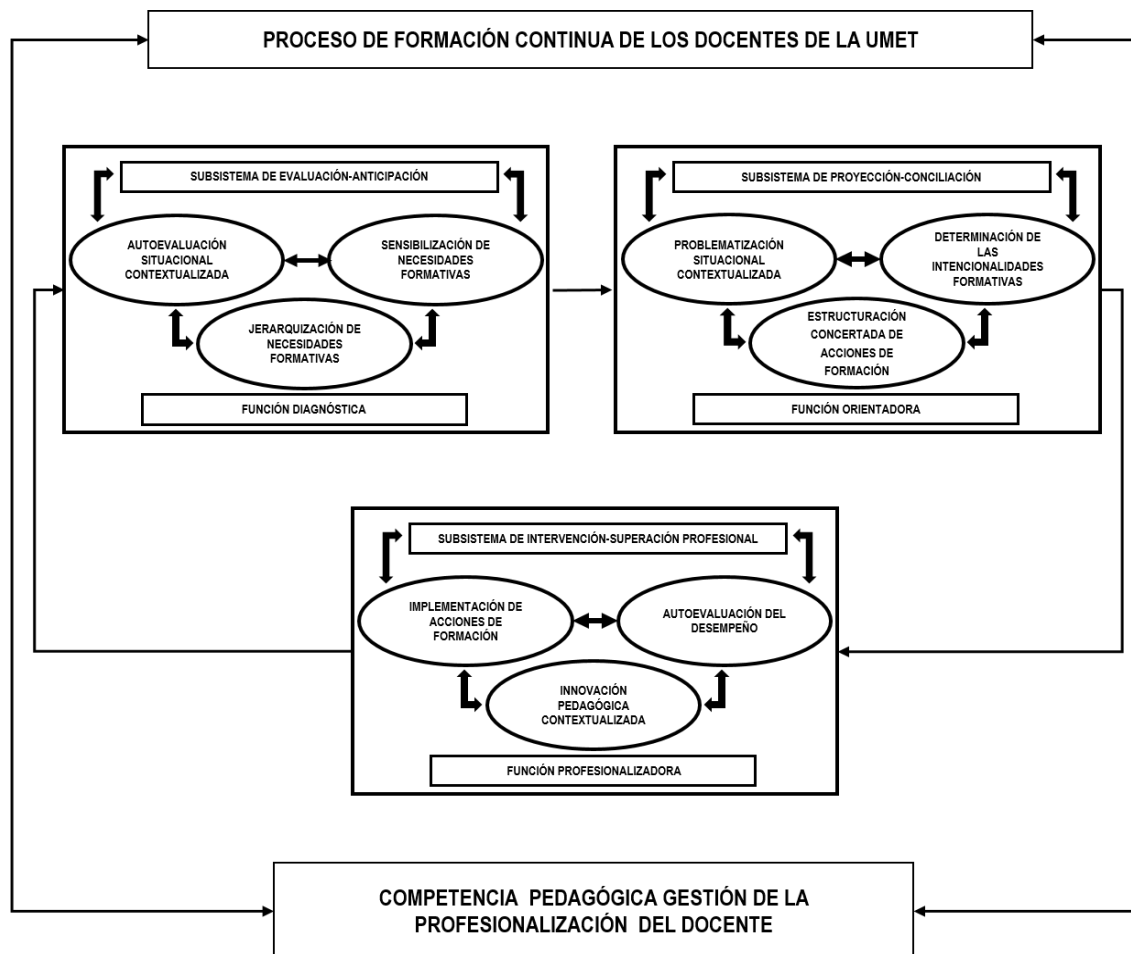 PROCESO DE FORMACIÓN CONTINUA DE LOS DOCENTES DE LA UMET
SUBSISTEMA DE EVALUACIÓN-ANTICIPACIÓN
AUTOEVALUACIÓN
SITUACIONAL
CONTEXTUALIZADA
SENSIBILIZACIÓN DE
NECESIDADES
FORMATIVAS
JERARQUIZACIÓN DE
NECESIDADES
FORMATIVAS
FUNCIÓN DIAGNÓSTICA
SUBSISTEMA DE PROYECCIÓN-CONCILIACIÓN
PROBLEMATIZACIÓN
SITUACIONAL
CONTEXTUALIZADA
DETERMINACIÓN DE
LAS
INTENCIONALIDADES
FORMATIVAS
ESTRUCTURACIÓN
CONCERTADA DE
ACCIONES DE
FORMACIÓN
FUNCIÓN ORIENTADORA
SUBSISTEMA DE INTERVENCIÓN-SUPERACIÓN PROFESIONAL
IMPLEMENTACIÓN DE
ACCIONES DE
FORMACIÓN
AUTOEVALUACIÓN DEL
DESEMPEÑO
INNOVACIÓN
PEDAGÓGICA
CONTEXTUALIZADA
FUNCIÓN PROFESIONALIZADORA
COMPETENCIA PEDAGÓGICA GESTIÓN DE LA
PROFESIONALIZACIÓN DEL DOCENTE